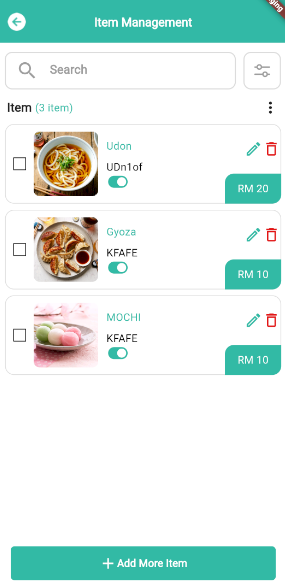 Item Management
Search
Item (3 item)
Udon
UDn1of
RM 20
Gyoza
KFAFE
RM 10
MOCHI
KFAFE
RM 10
Add More Item